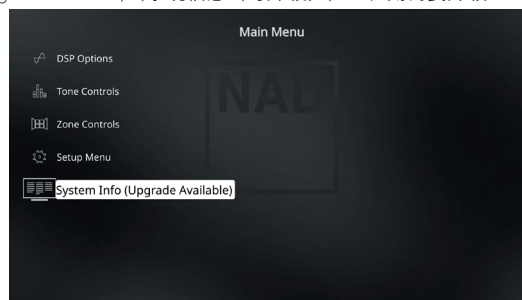 Main Menu
NAD
DSP Options
Tone Controls
Zone Controls
Setup Menu
System Info (Upgrade Available)